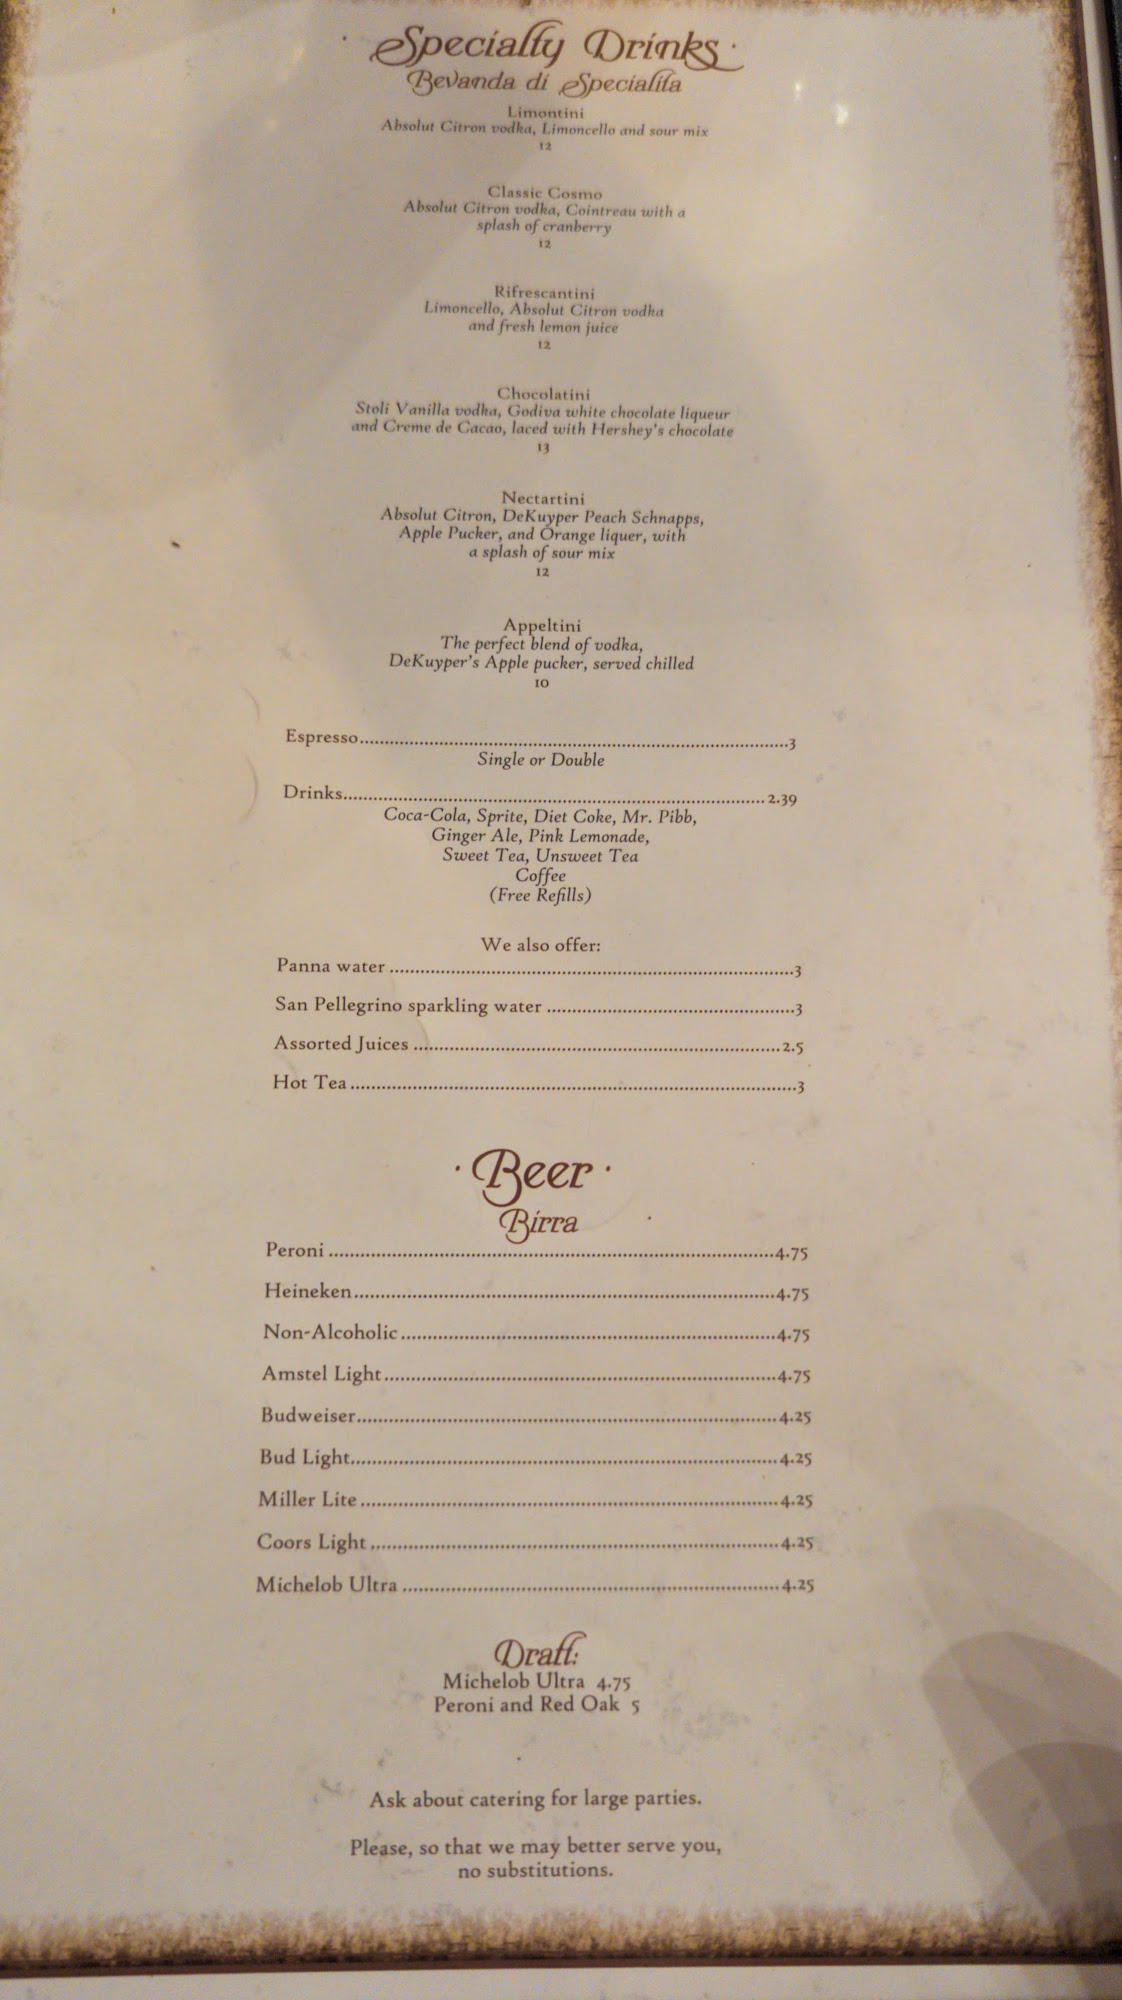 · Specialty Drinks ·
Bevanda di Specialita
Limontini
Absolut Citron vodka, Limoncello and sour mix
12
Classic Cosmo
Absolut Citron vodka, Cointreau with a
splash of cranberry
12
Rifrescantini
Limoncello, Absolut Citron vodka
and fresh lemon juice
12
Chocolatini
Stoli Vanilla vodka, Godiva white chocolate liqueur
and Creme de Cacao, laced with Hershey's chocolate
13
Nectartini
Absolut Citron, DeKuyper Peach Schnapps,
Apple Pucker, and Orange liquer, with
a splash of sour mix
12
Appeltini
The perfect blend of vodka,
DeKuyper's Apple pucker, served chilled
10
Espresso.....3
Single or Double
Drinks.....2.39
Coca-Cola, Sprite, Diet Coke, Mr. Pibb,
Ginger Ale, Pink Lemonade,
Sweet Tea, Unsweet Tea
Coffee
(Free Refills)
We also offer:
Panna water.....3
San Pellegrino sparkling water.....3
Assorted Juices.....2.5
Hot Tea.....3
· Beer ·
Birra
Peroni.....4.75
Heineken.....4.75
Non-Alcoholic.....4.75
Amstel Light.....4.75
Budweiser.....4.25
Bud Light.....4.25
Miller Lite.....4.25
Coors Light.....4.25
Michelob Ultra.....4.25
Draft:
Michelob Ultra 4.75
Peroni and Red Oak 5
Ask about catering for large parties.
Please, so that we may better serve you,
no substitutions.